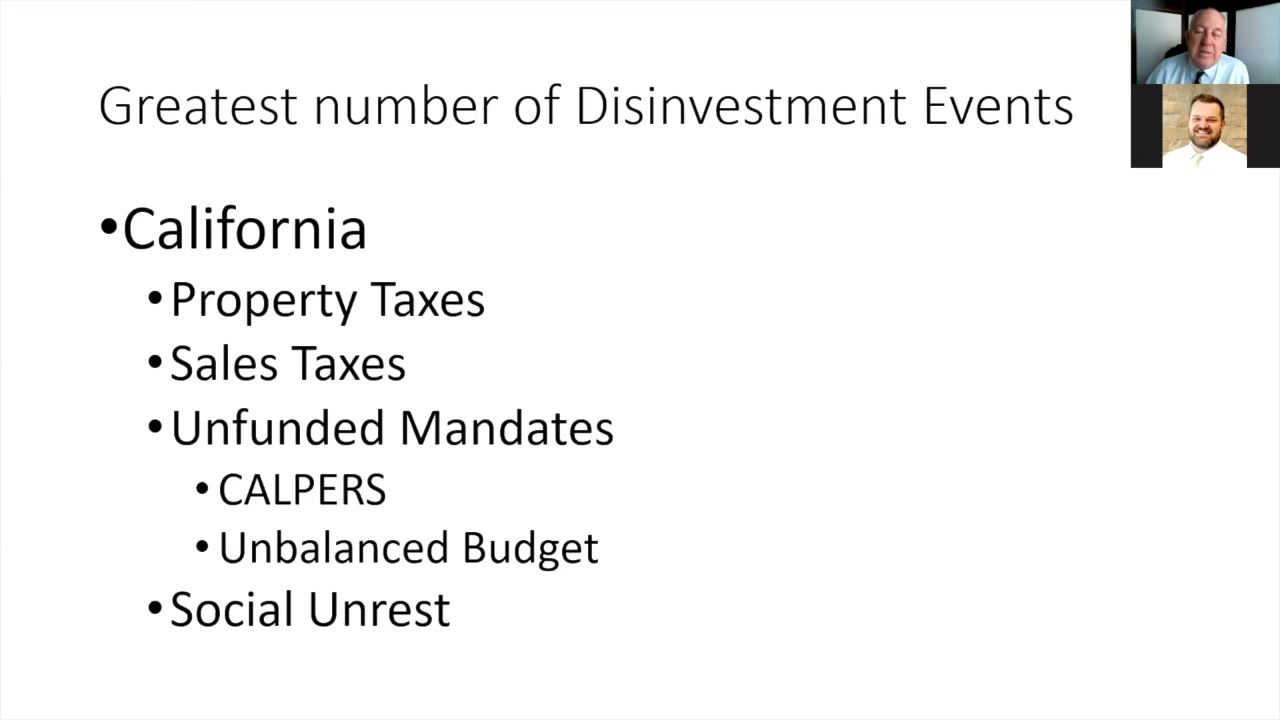 Greatest number of Disinvestment Events
•California
•Property Taxes
•Sales Taxes
•Unfunded Mandates
•CALPERS
•Unbalanced Budget
•Social Unrest